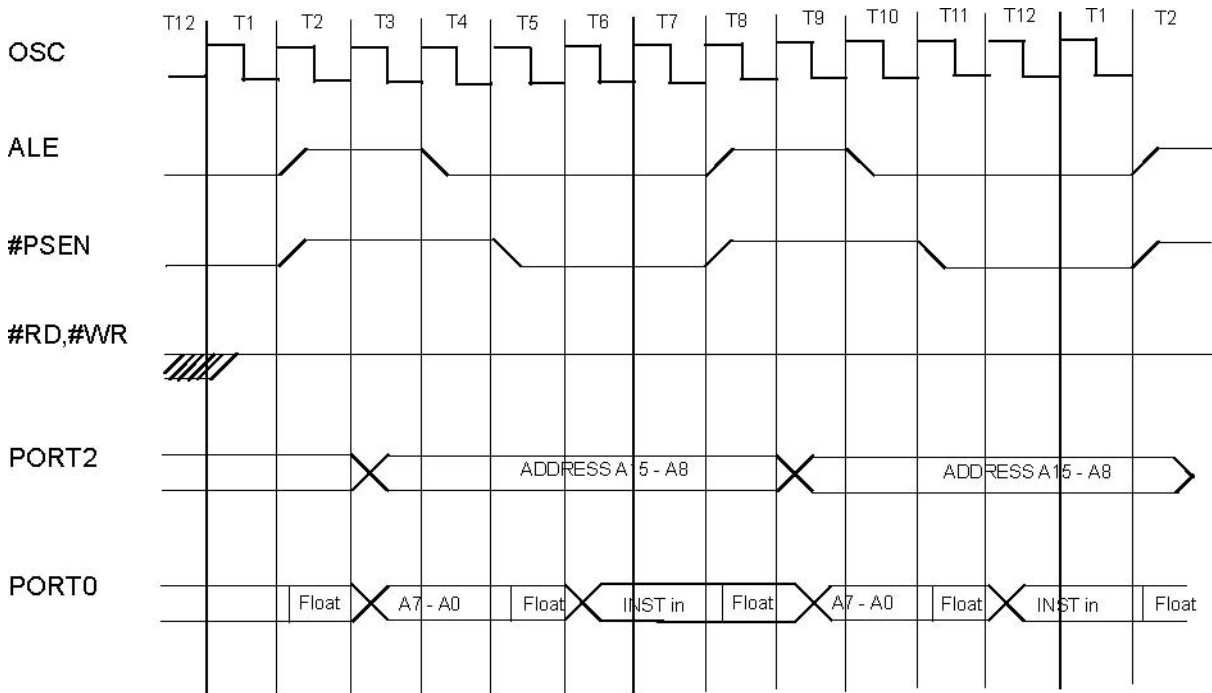 T12 T1 T2 T3 T4 T5 T6 T7 T8 T9 T10 T11 T12 T1 T2
OSC
ALE
#PSEN
#RD,#WR
PORT2 ADDRESS A15 - A8 ADDRESS A15 - A8
PORT0 Float A7 - A0 Float INST in Float A7 - A0 Float INST in Float